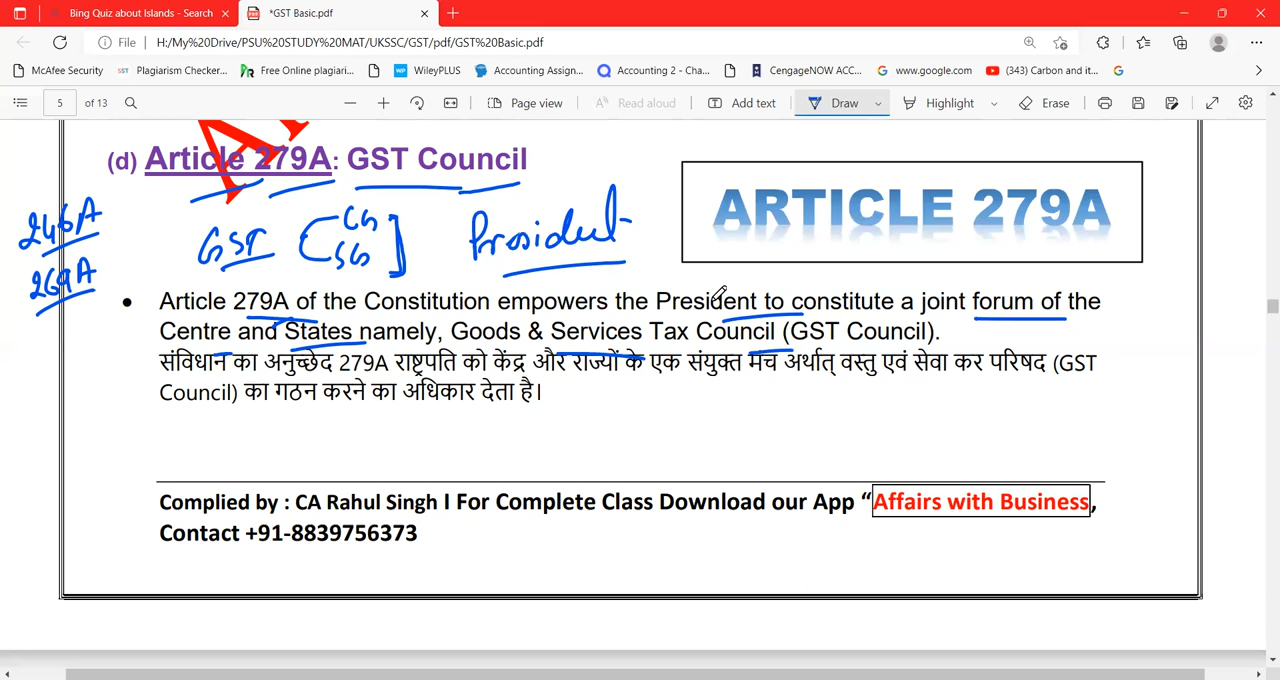 Bing Quiz about Islands - Search
*GST Basic.pdf
File
H:/My%20Drive/PSU%20STUDY%20MAT/UKSSC/GST/pdf/GST%20Basic.pdf
McAfee Security
Plagiarism Checker...
Free Online plagiari...
WileyPLUS
Accounting Assign...
Accounting 2 - Cha...
CengageNOW ACC...
www.google.com
(343) Carbon and it...
5 of 13
Page view
Read aloud
Add text
Draw
Highlight
Erase
(d) Article 279A: GST Council
ARTICLE 279A
246A
269A
GST [ CG SG ] President
• Article 279A of the Constitution empowers the President to constitute a joint forum of the
Centre and States namely, Goods & Services Tax Council (GST Council).
संविधान का अनुच्छेद 279A राष्ट्रपति को केंद्र और राज्यों के एक संयुक्त मंच अर्थात् वस्तु एवं सेवा कर परिषद (GST
Council) का गठन करने का अधिकार देता है।
Complied by : CA Rahul Singh I For Complete Class Download our App “Affairs with Business,
Contact +91-8839756373